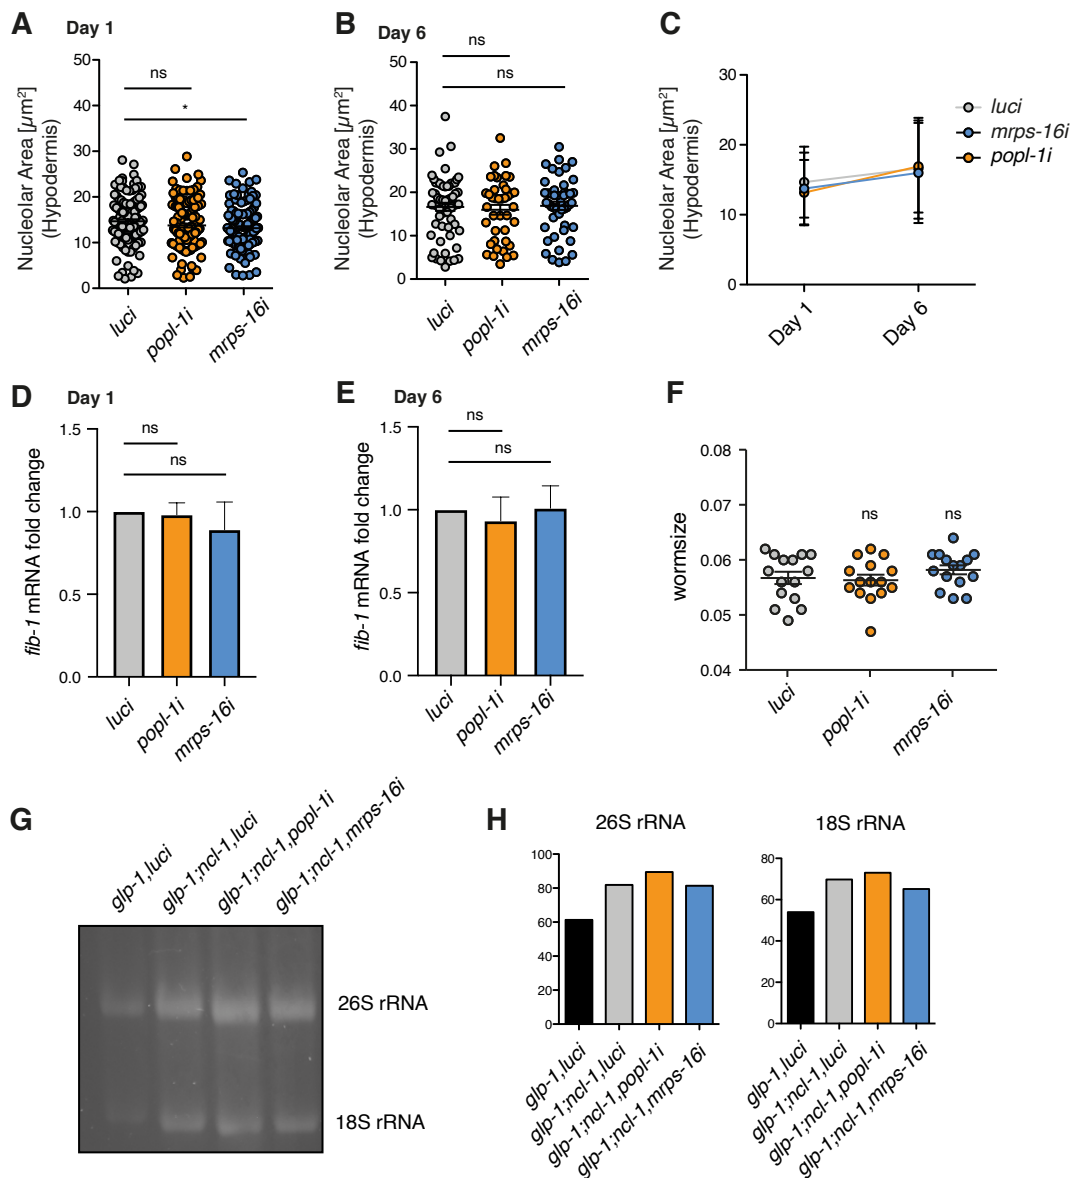 A Day 1
Nucleolar Area [µm²]
(Hypodermis)
50
40
30
20
10
0
ns
*
luci
popl-1i
mrps-16i
B Day 6
Nucleolar Area [µm²]
(Hypodermis)
50
40
30
20
10
0
ns
ns
luci
popl-1i
mrps-16i
C
Nucleolar Area [µm²]
(Hypodermis)
30
20
10
0
Day 1
Day 6
luci
mrps-16i
popl-1i
D Day 1
fib-1 mRNA fold change
1.5
1.0
0.5
0.0
ns
ns
luci
popl-1i
mrps-16i
E Day 6
fib-1 mRNA fold change
1.5
1.0
0.5
0.0
ns
ns
luci
popl-1i
mrps-16i
F
wormsize
0.08
0.07
0.06
0.05
0.04
ns
ns
luci
popl-1i
mrps-16i
G
glp-1,luci
glp-1;ncl-1,luci
glp-1;ncl-1,popl-1i
glp-1;ncl-1,mrps-16i
26S rRNA
18S rRNA
H
26S rRNA
100
80
60
40
20
0
glp-1,luci
glp-1;ncl-1,luci
glp-1;ncl-1,popl-1i
glp-1;ncl-1,mrps-16i
18S rRNA
80
60
40
20
0
glp-1,luci
glp-1;ncl-1,luci
glp-1;ncl-1,popl-1i
glp-1;ncl-1,mrps-16i